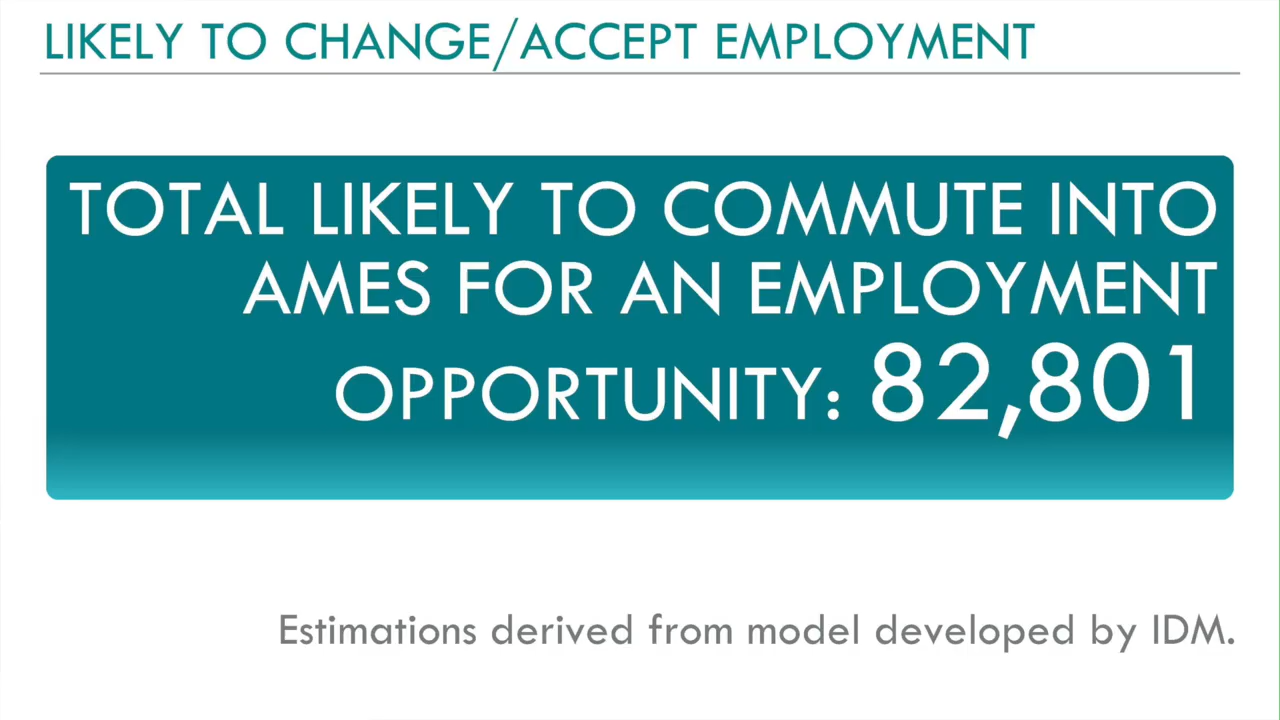 LIKELY TO CHANGE/ACCEPT EMPLOYMENT
TOTAL LIKELY TO COMMUTE INTO
AMES FOR AN EMPLOYMENT
OPPORTUNITY: 82,801
Estimations derived from model developed by IDM.